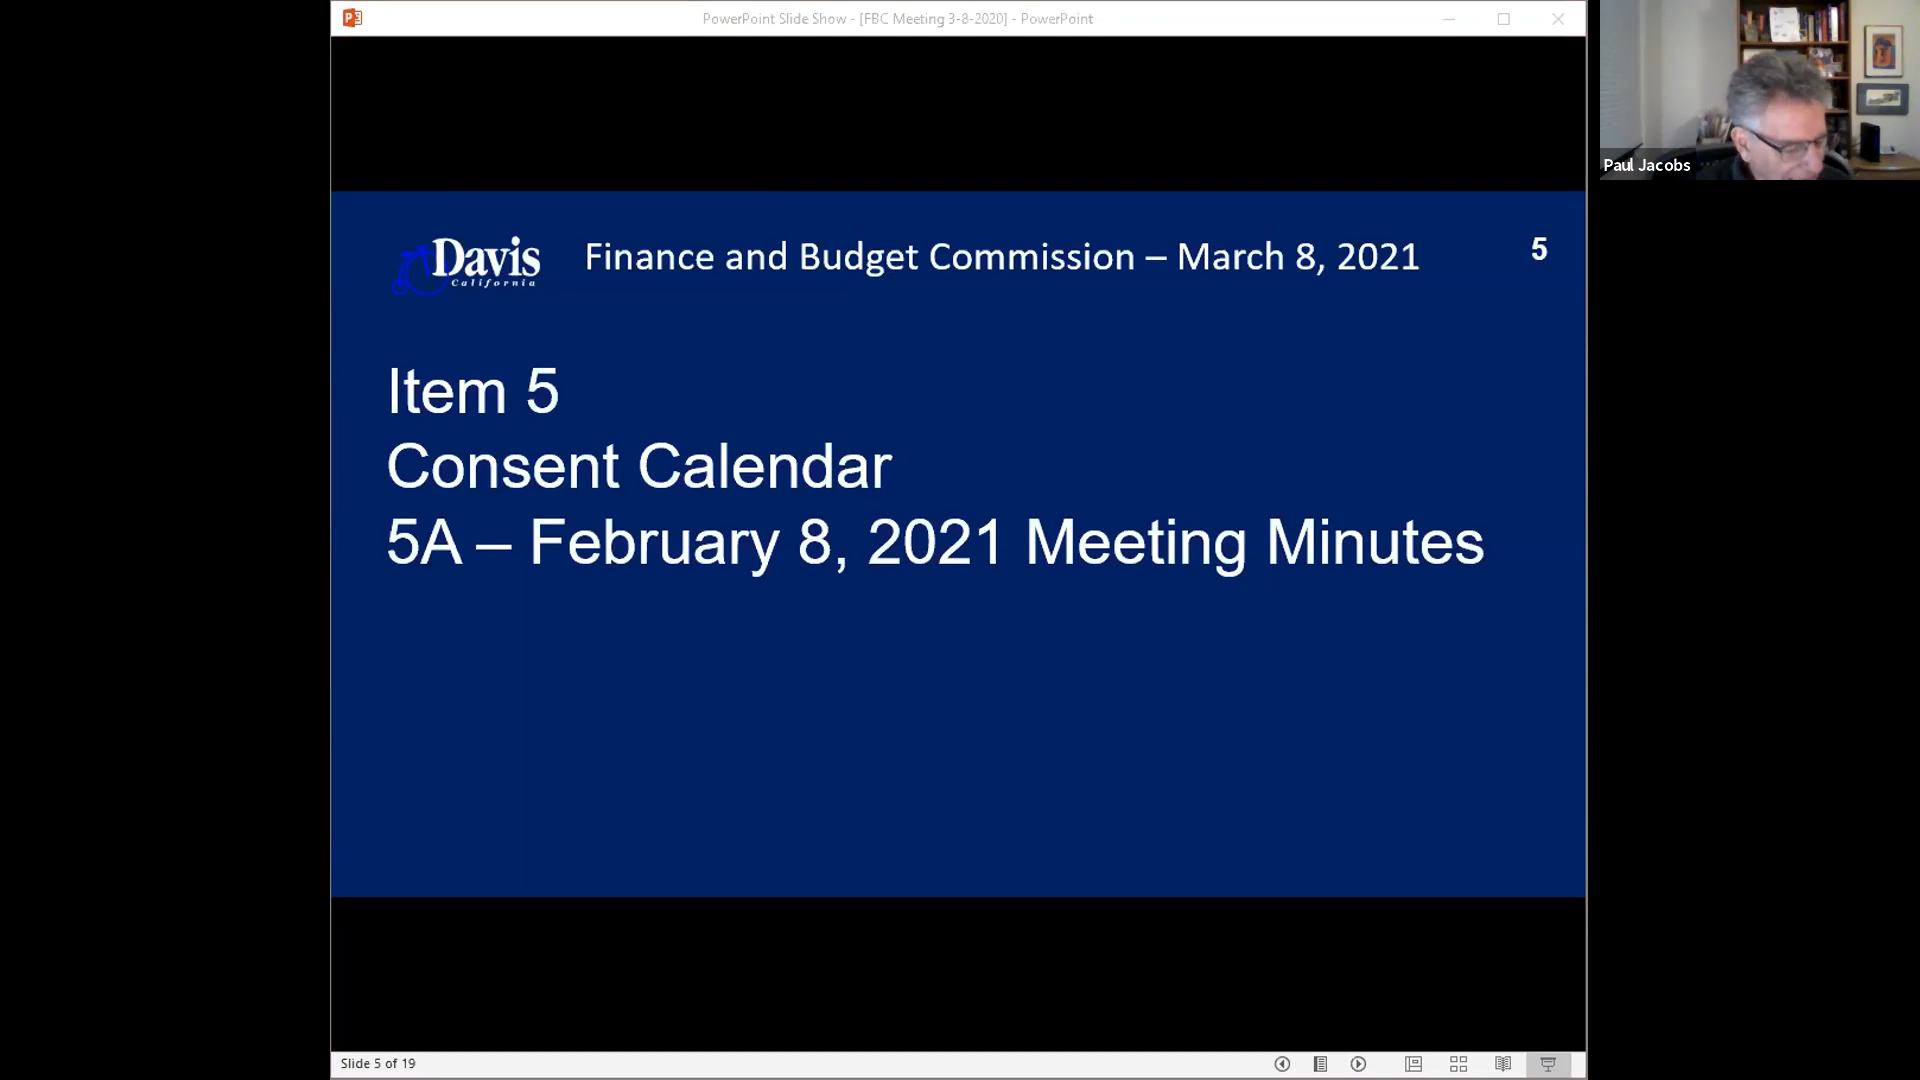 PowerPoint Slide Show - [FBC Meeting 3-8-2020] - PowerPoint
Paul Jacobs
Davis
California
Finance and Budget Commission – March 8, 2021
5
Item 5
Consent Calendar
5A – February 8, 2021 Meeting Minutes
Slide 5 of 19